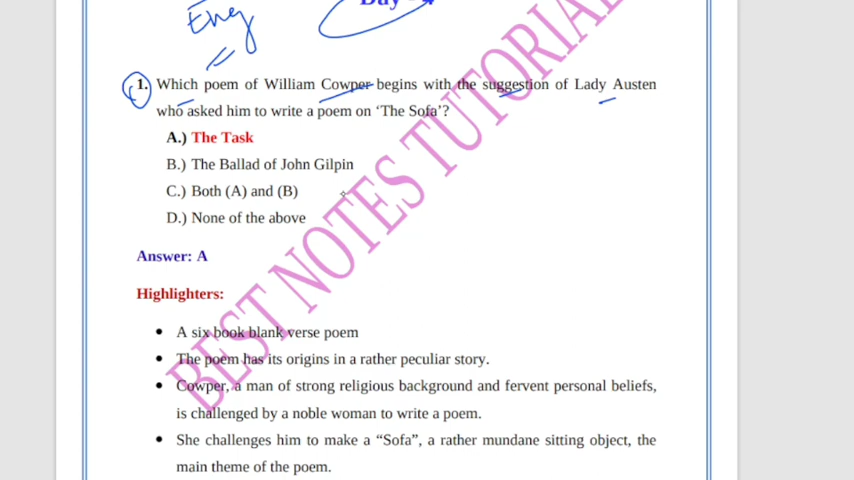 Day - 4
Eng
1. Which poem of William Cowper begins with the suggestion of Lady Austen
who asked him to write a poem on ‘The Sofa’?
A.) The Task
B.) The Ballad of John Gilpin
C.) Both (A) and (B)
D.) None of the above
Answer: A
Highlighters:
• A six book blank verse poem
• The poem has its origins in a rather peculiar story.
• Cowper, a man of strong religious background and fervent personal beliefs,
is challenged by a noble woman to write a poem.
• She challenges him to make a “Sofa”, a rather mundane sitting object, the
main theme of the poem.
BEST NOTES TUTORIAL